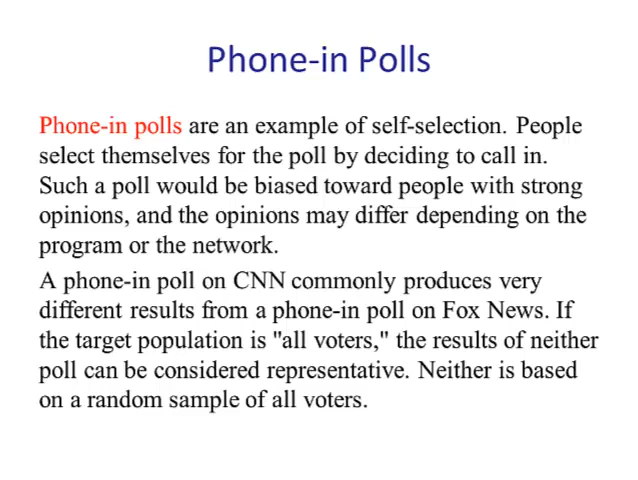 Phone-in Polls
Phone-in polls are an example of self-selection. People
select themselves for the poll by deciding to call in.
Such a poll would be biased toward people with strong
opinions, and the opinions may differ depending on the
program or the network.
A phone-in poll on CNN commonly produces very
different results from a phone-in poll on Fox News. If
the target population is "all voters," the results of neither
poll can be considered representative. Neither is based
on a random sample of all voters.